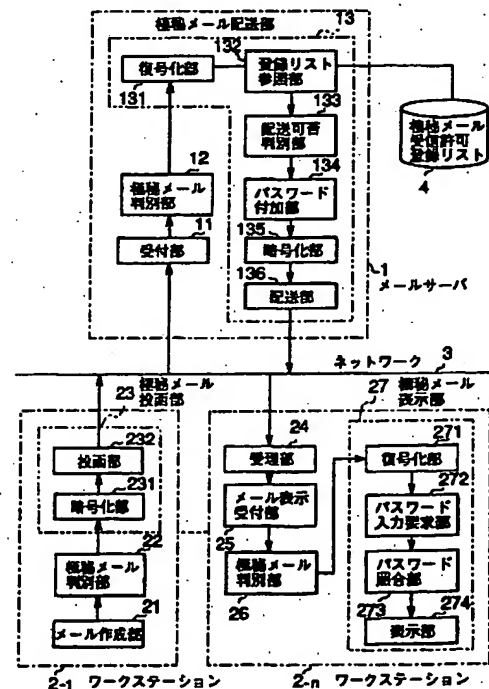 極秘メール配送部
13
132
復号化部
131
登録リスト
参照部
133
配送可否
判別部
134
パスワード
付加部
135
暗号化部
136
配送部
12
極秘メール
判別部
11
受付部
極秘メール
受信許可
登録リスト
4
1
メールサーバ
ネットワーク
3
23
極秘メール
投函部
232
投函部
231
暗号化部
22
極秘メール
判別部
21
メール作成部
2-1 ワークステーション
24
受理部
メール表示
受付部
25
極秘メール
判別部
26
27
極秘メール
表示部
271
復号化部
272
パスワード
入力要求部
パスワード
照合部
273
274
表示部
2-n ワークステーション